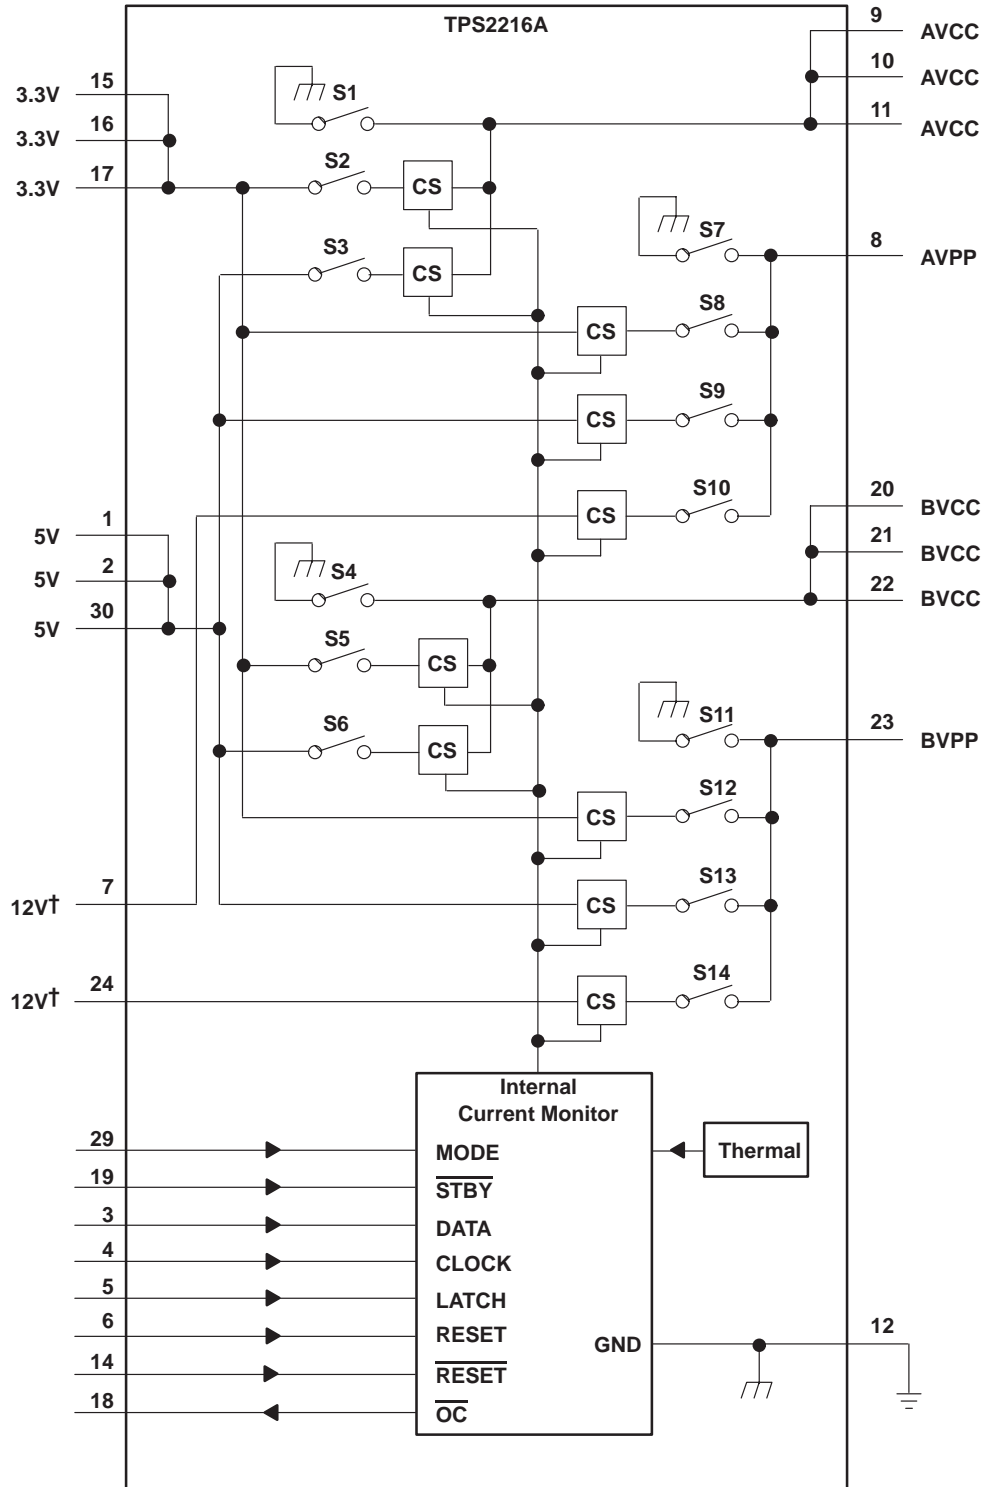 TPS2216A
9
AVCC
10
AVCC
11
AVCC
15
3.3V
16
3.3V
17
3.3V
S1
S2
CS
S3
CS
S7
8
AVPP
S8
CS
S9
CS
S10
CS
1
5V
2
5V
30
5V
20
BVCC
21
BVCC
22
BVCC
S4
S5
CS
S6
CS
S11
23
BVPP
S12
CS
S13
CS
S14
CS
7
12V†
24
12V†
Internal
Current Monitor
Thermal
29
MODE
19
STBY
3
DATA
4
CLOCK
5
LATCH
6
RESET
14
RESET
18
OC
GND
12